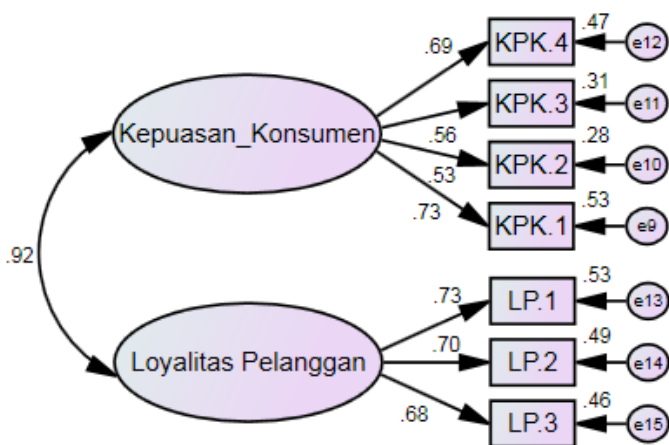 .47
.69
KPK.4
e12
.31
KPK.3
e11
Kepuasan_Konsumen
.56
.28
KPK.2
e10
.53
.53
KPK.1
e9
.73
.92
.53
.73
LP.1
e13
.49
.70
LP.2
e14
Loyalitas Pelanggan
.46
.68
LP.3
e15